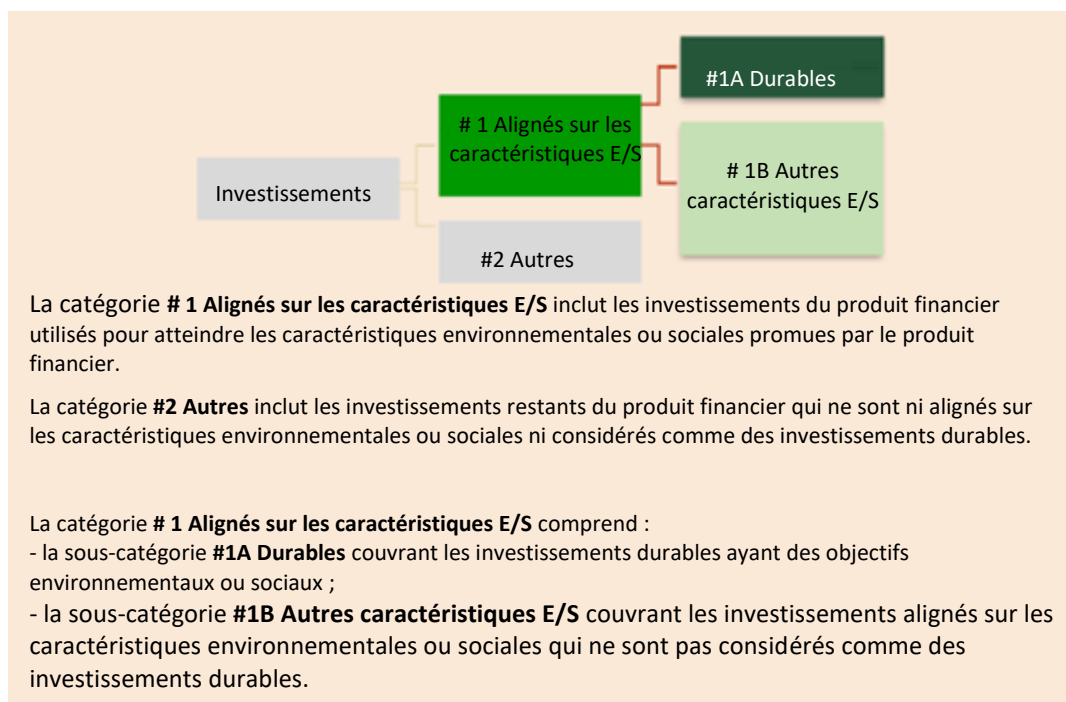 #1A Durables
# 1 Alignés sur les
caractéristiques E/S
# 1B Autres
caractéristiques E/S
Investissements
#2 Autres
La catégorie # 1 Alignés sur les caractéristiques E/S inclut les investissements du produit financier
utilisés pour atteindre les caractéristiques environnementales ou sociales promues par le produit
financier.
La catégorie #2 Autres inclut les investissements restants du produit financier qui ne sont ni alignés sur
les caractéristiques environnementales ou sociales ni considérés comme des investissements durables.
La catégorie # 1 Alignés sur les caractéristiques E/S comprend :
- la sous-catégorie #1A Durables couvrant les investissements durables ayant des objectifs
environnementaux ou sociaux ;
- la sous-catégorie #1B Autres caractéristiques E/S couvrant les investissements alignés sur les
caractéristiques environnementales ou sociales qui ne sont pas considérés comme des
investissements durables.